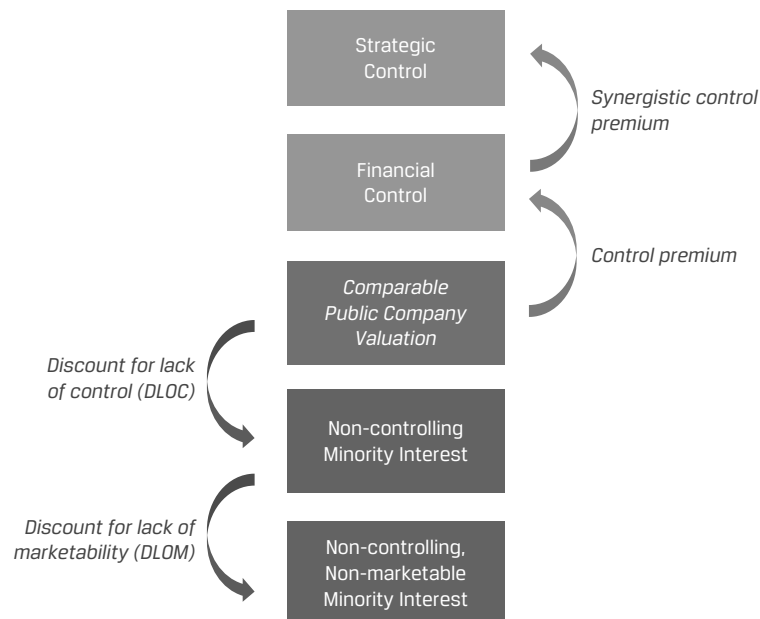 Strategic
Control
Synergistic control
premium
Financial
Control
Control premium
Comparable
Public Company
Valuation
Discount for lack
of control (DLOC)
Non-controlling
Minority Interest
Discount for lack of
marketability (DLOM)
Non-controlling,
Non-marketable
Minority Interest